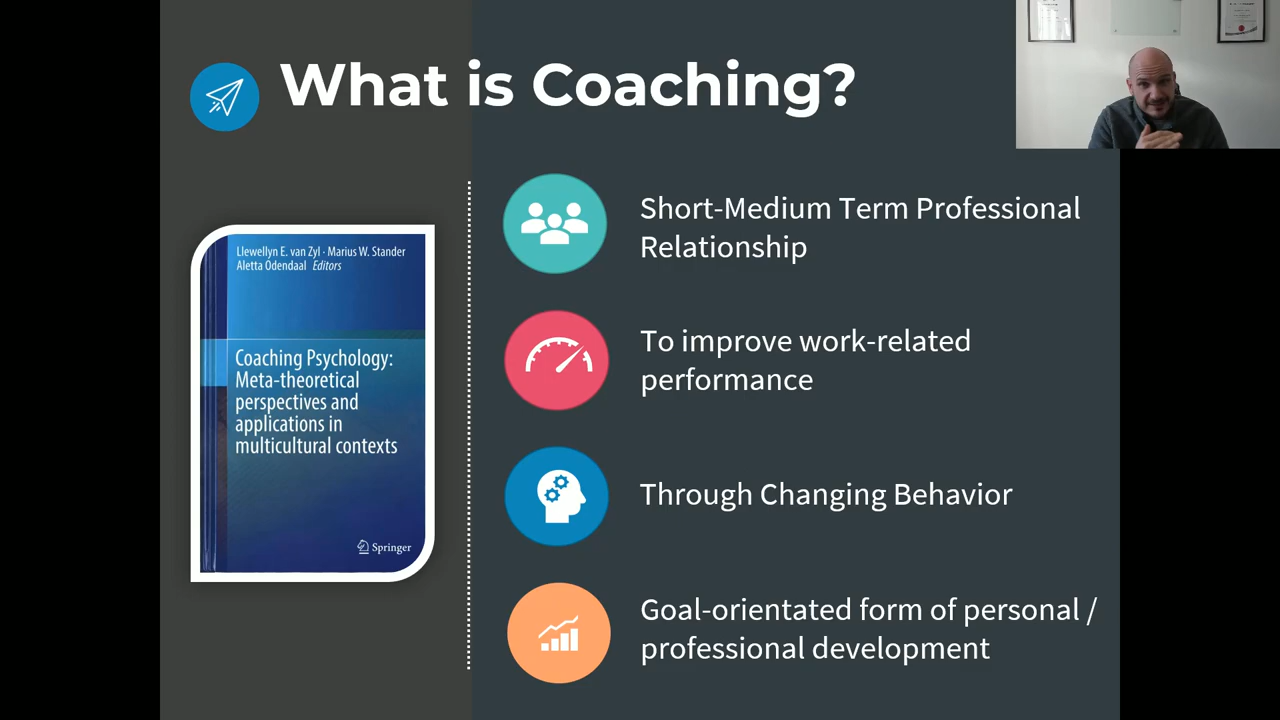 What is Coaching?
Llewellyn E. van Zyl · Marius W. Stander
Aletta Odendaal Editors
Coaching Psychology:
Meta-theoretical
perspectives and
applications in
multicultural contexts
Springer
Short-Medium Term Professional
Relationship
To improve work-related
performance
Through Changing Behavior
Goal-orientated form of personal /
professional development